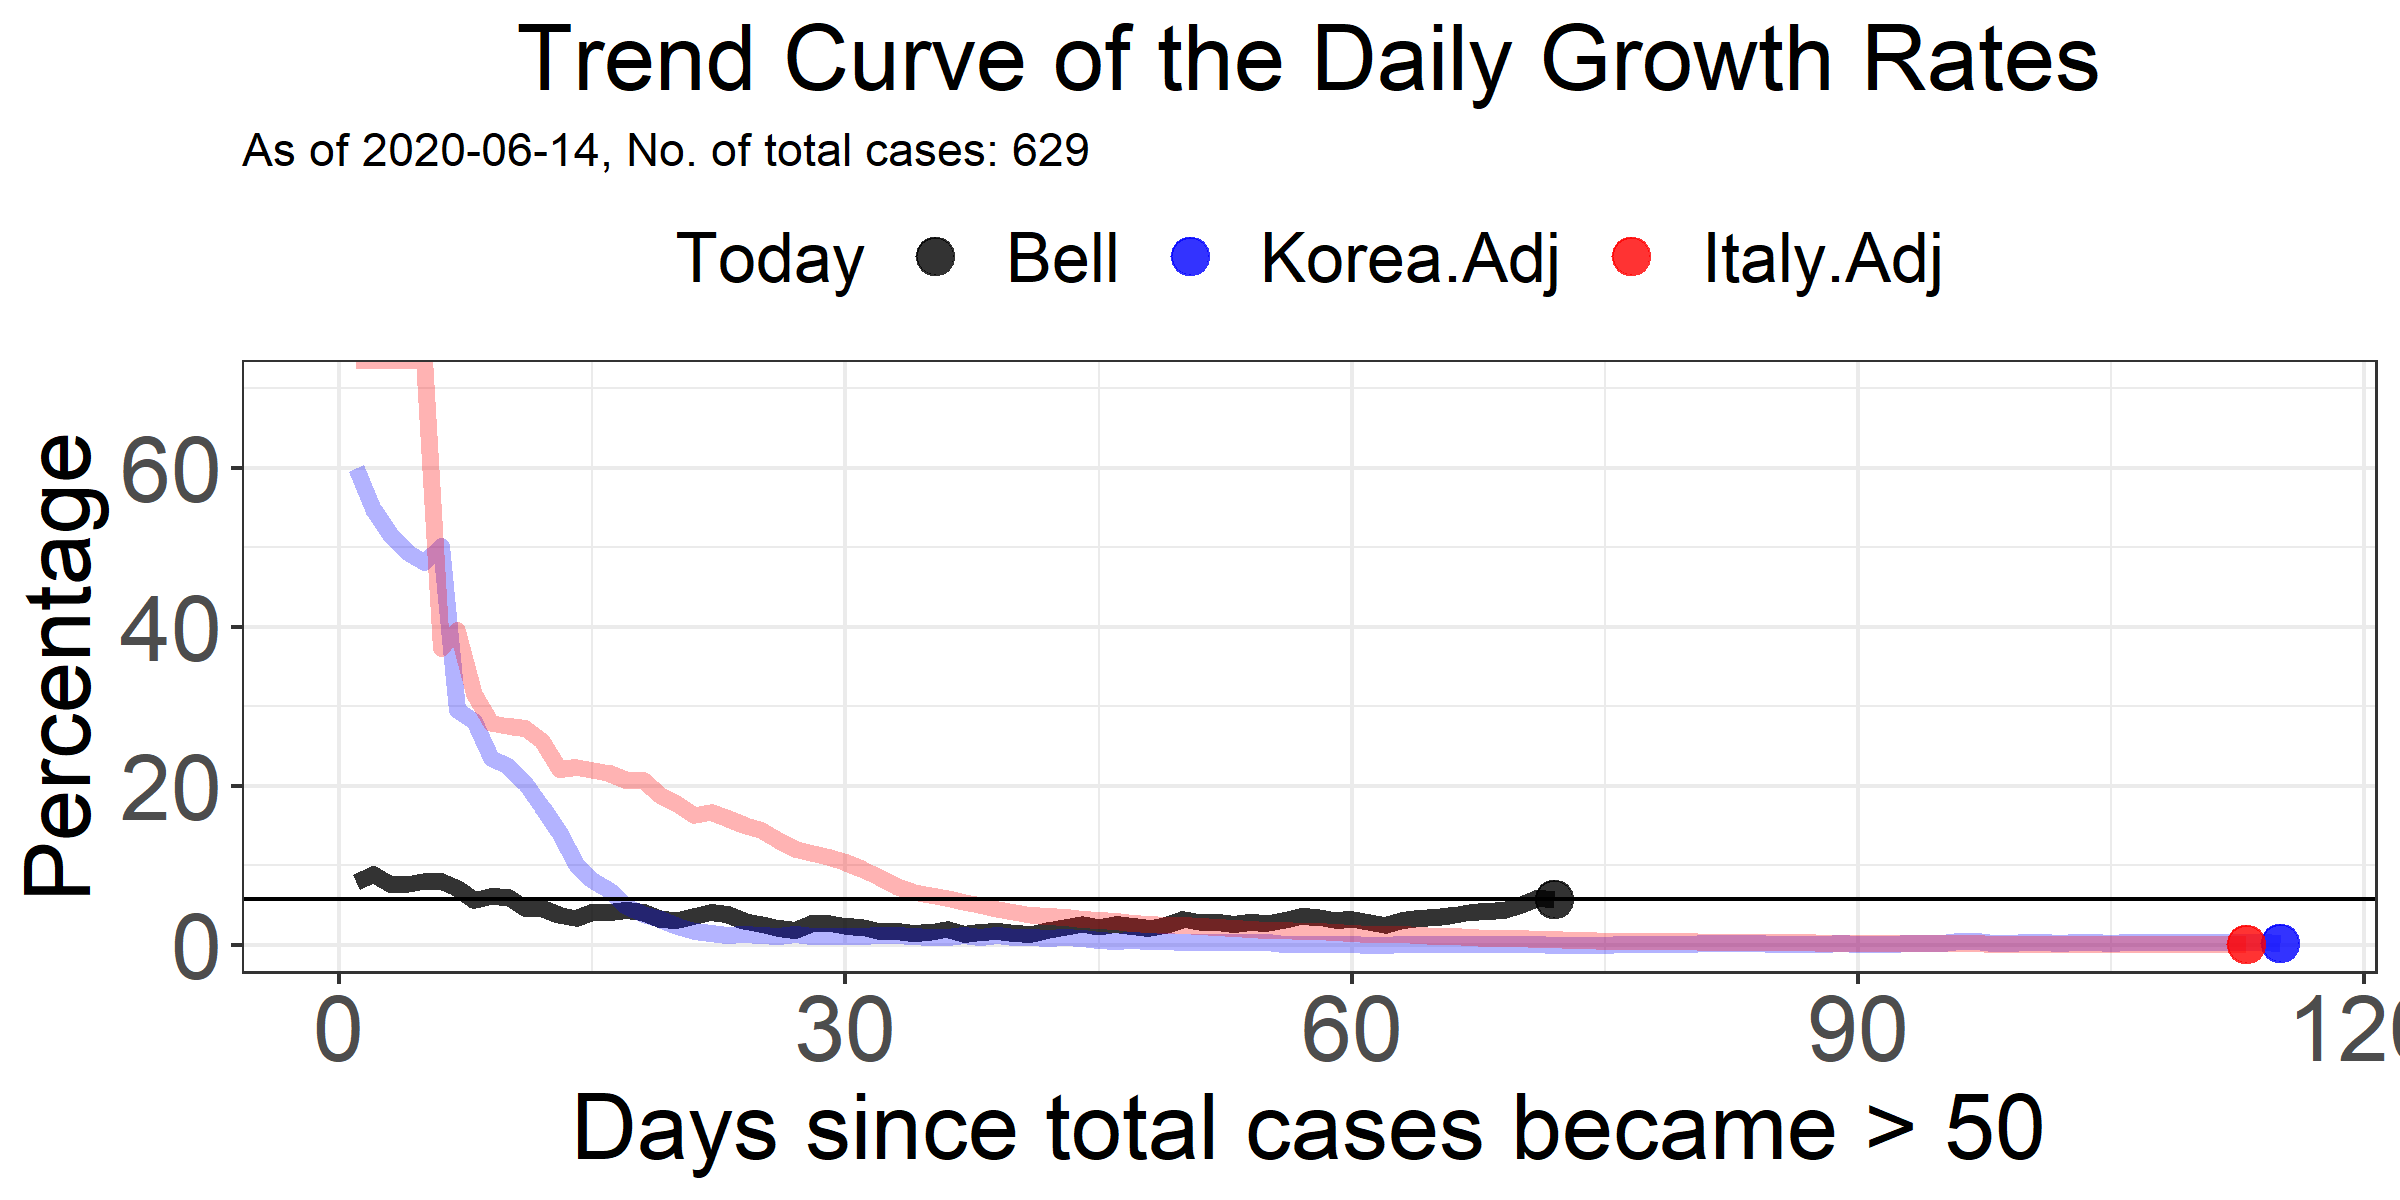 Trend Curve of the Daily Growth Rates
As of 2020-06-14, No. of total cases: 629
Today Bell Korea.Adj Italy.Adj
Percentage
60
40
20
0
0 30 60 90 120
Days since total cases became > 50